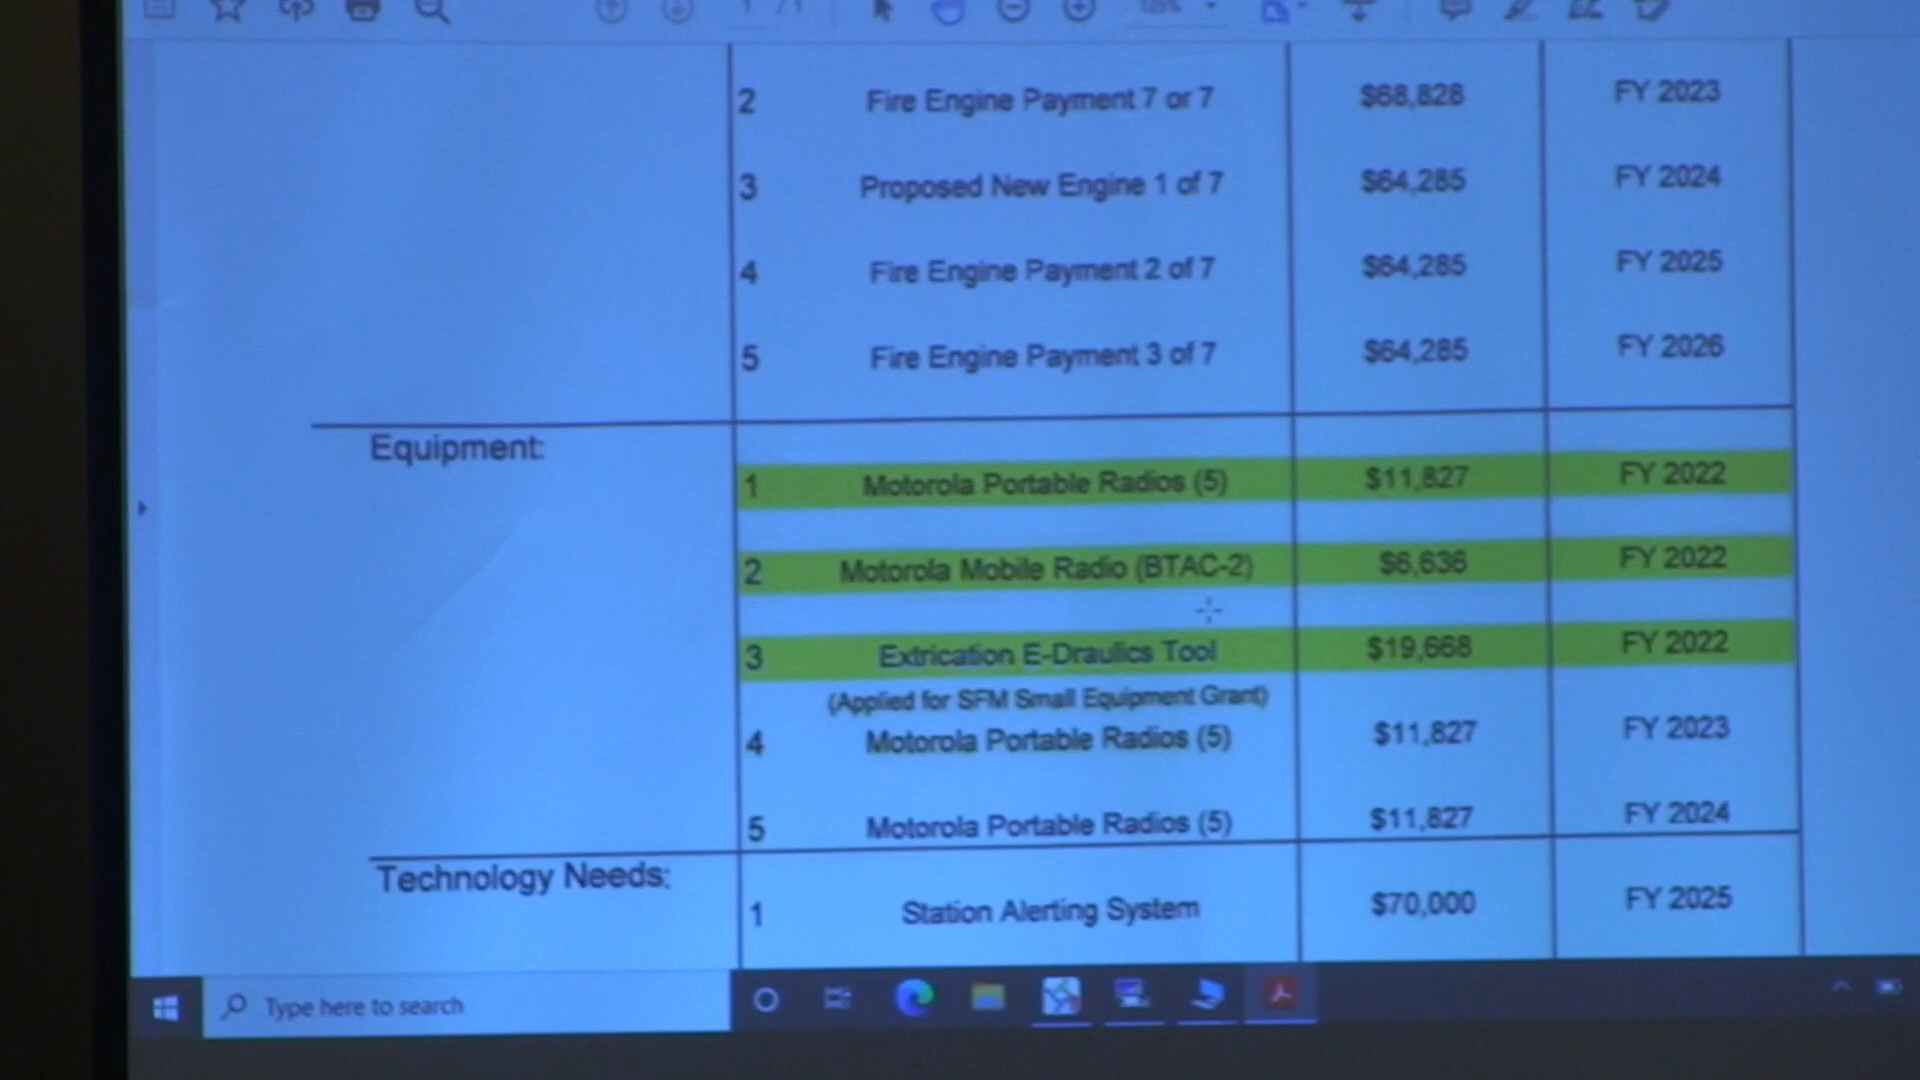 1 / 1
2 Fire Engine Payment 7 or 7 $68,828 FY 2023
3 Proposed New Engine 1 of 7 $64,285 FY 2024
4 Fire Engine Payment 2 of 7 $64,285 FY 2025
5 Fire Engine Payment 3 of 7 $64,285 FY 2026
Equipment:
1 Motorola Portable Radios (5) $11,827 FY 2022
2 Motorola Mobile Radio (BTAC-2) $6,636 FY 2022
3 Extrication E-Draulics Tool $19,668 FY 2022
(Applied for SFM Small Equipment Grant)
4 Motorola Portable Radios (5) $11,827 FY 2023
5 Motorola Portable Radios (5) $11,827 FY 2024
Technology Needs:
1 Station Alerting System $70,000 FY 2025
Type here to search